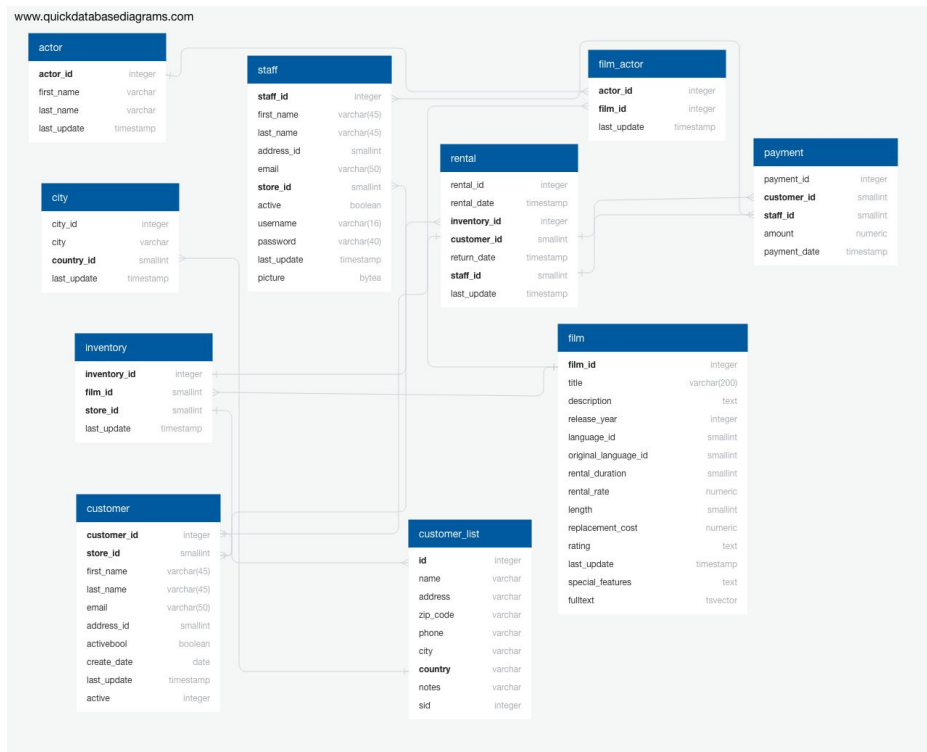 www.quickdatabasediagrams.com
actor
actor_id integer
first_name varchar
last_name varchar
last_update timestamp
staff
staff_id integer
first_name varchar(45)
last_name varchar(45)
address_id smallint
email varchar(50)
store_id smallint
active boolean
username varchar(16)
password varchar(40)
last_update timestamp
picture bytea
film_actor
actor_id integer
film_id integer
last_update timestamp
rental
rental_id integer
rental_date timestamp
inventory_id integer
customer_id smallint
return_date timestamp
staff_id smallint
last_update timestamp
payment
payment_id integer
customer_id smallint
staff_id smallint
amount numeric
payment_date timestamp
city
city_id integer
city varchar
country_id smallint
last_update timestamp
inventory
inventory_id integer
film_id smallint
store_id smallint
last_update timestamp
film
film_id integer
title varchar(200)
description text
release_year integer
language_id smallint
original_language_id smallint
rental_duration smallint
rental_rate numeric
length smallint
replacement_cost numeric
rating text
last_update timestamp
special_features text
fulltext tsvector
customer
customer_id integer
store_id smallint
first_name varchar(45)
last_name varchar(45)
email varchar(50)
address_id smallint
activebool boolean
create_date date
last_update timestamp
active integer
customer_list
id integer
name varchar
address varchar
zip_code varchar
phone varchar
city varchar
country varchar
notes varchar
sid integer